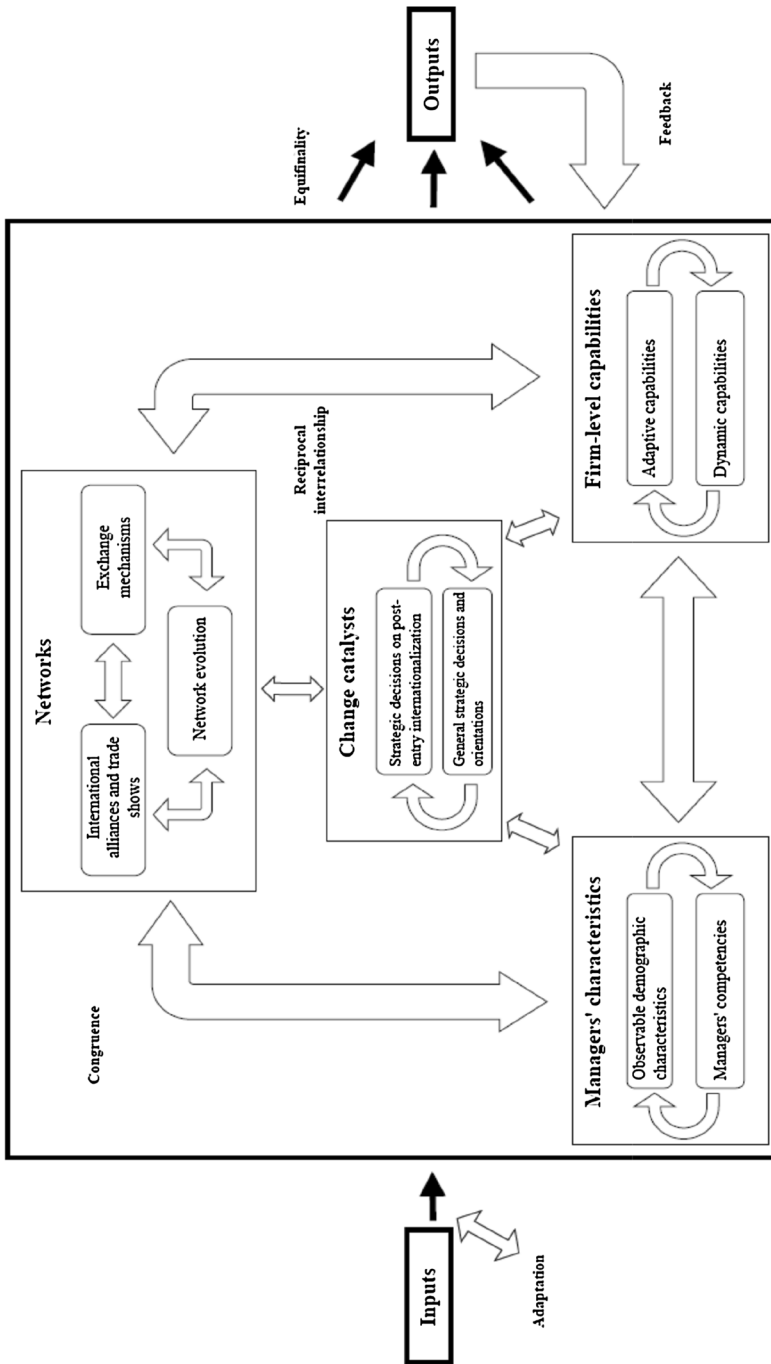 Inputs
Adaptation
Congruence
Networks
International
alliances and trade
shows
Exchange
mechanisms
Network evolution
Reciprocal
interrelationship
Change catalysts
Strategic decisions on post-
entry internationalization
General strategic decisions and
orientations
Managers' characteristics
Observable demographic
characteristics
Managers' competencies
Firm-level capabilities
Adaptive capabilities
Dynamic capabilities
Equifinality
Outputs
Feedback